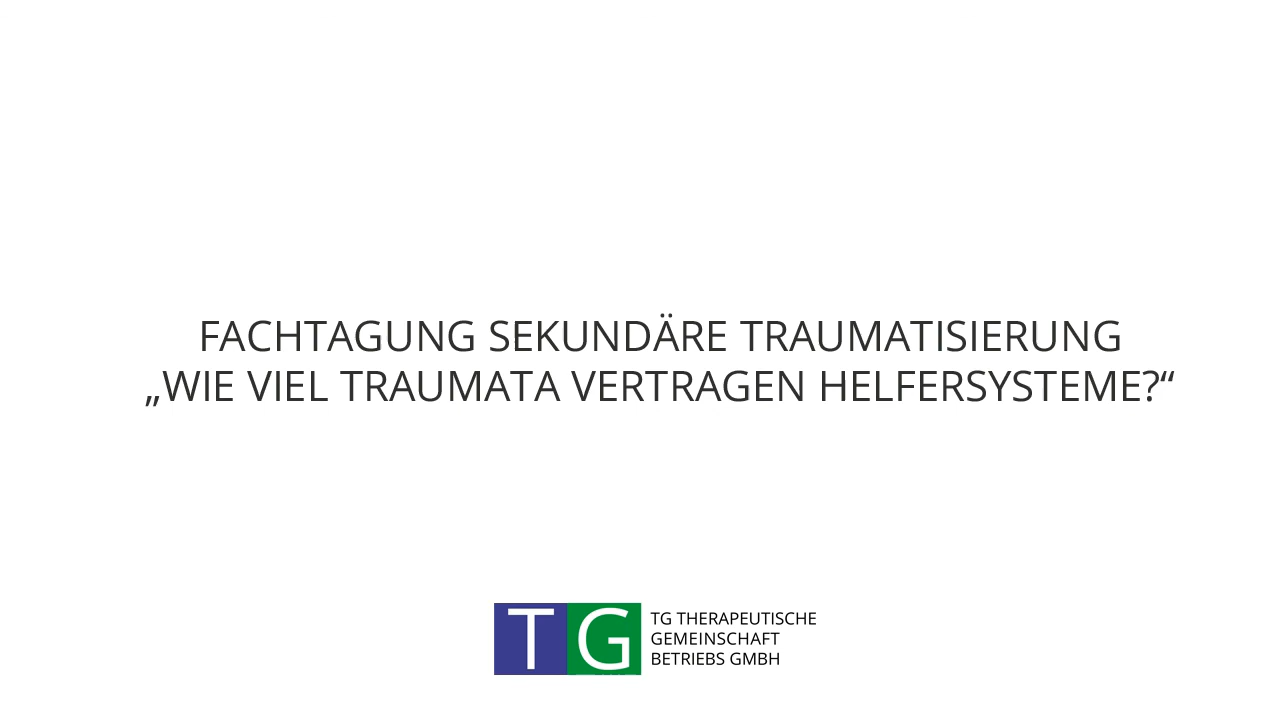 FACHTAGUNG SEKUNDÄRE TRAUMATISIERUNG
„WIE VIEL TRAUMATA VERTRAGEN HELFERSYSTEME?“
TG
TG THERAPEUTISCHE
GEMEINSCHAFT
BETRIEBS GMBH